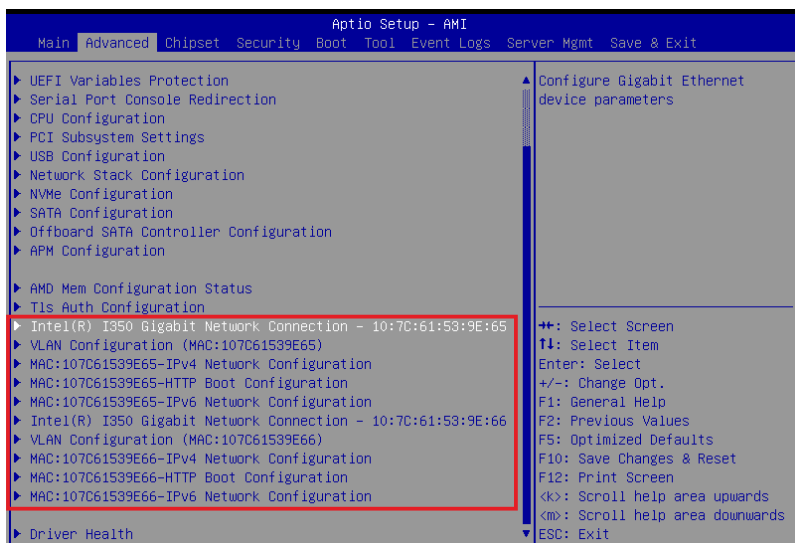 Aptio Setup - AMI
Main Advanced Chipset Security Boot Tool Event Logs Server Mgmt Save & Exit
UEFI Variables Protection
Serial Port Console Redirection
CPU Configuration
PCI Subsystem Settings
USB Configuration
Network Stack Configuration
NVMe Configuration
SATA Configuration
Offboard SATA Controller Configuration
APM Configuration
AMD Mem Configuration Status
Tls Auth Configuration
Intel(R) I350 Gigabit Network Connection - 10:7C:61:53:9E:65
VLAN Configuration (MAC:107C61539E65)
MAC:107C61539E65-IPv4 Network Configuration
MAC:107C61539E65-HTTP Boot Configuration
MAC:107C61539E65-IPv6 Network Configuration
Intel(R) I350 Gigabit Network Connection - 10:7C:61:53:9E:66
VLAN Configuration (MAC:107C61539E66)
MAC:107C61539E66-IPv4 Network Configuration
MAC:107C61539E66-HTTP Boot Configuration
MAC:107C61539E66-IPv6 Network Configuration
Driver Health
Configure Gigabit Ethernet
device parameters
→←: Select Screen
↑↓: Select Item
Enter: Select
+/-: Change Opt.
F1: General Help
F2: Previous Values
F5: Optimized Defaults
F10: Save Changes & Reset
F12: Print Screen
<k>: Scroll help area upwards
<m>: Scroll help area downwards
ESC: Exit